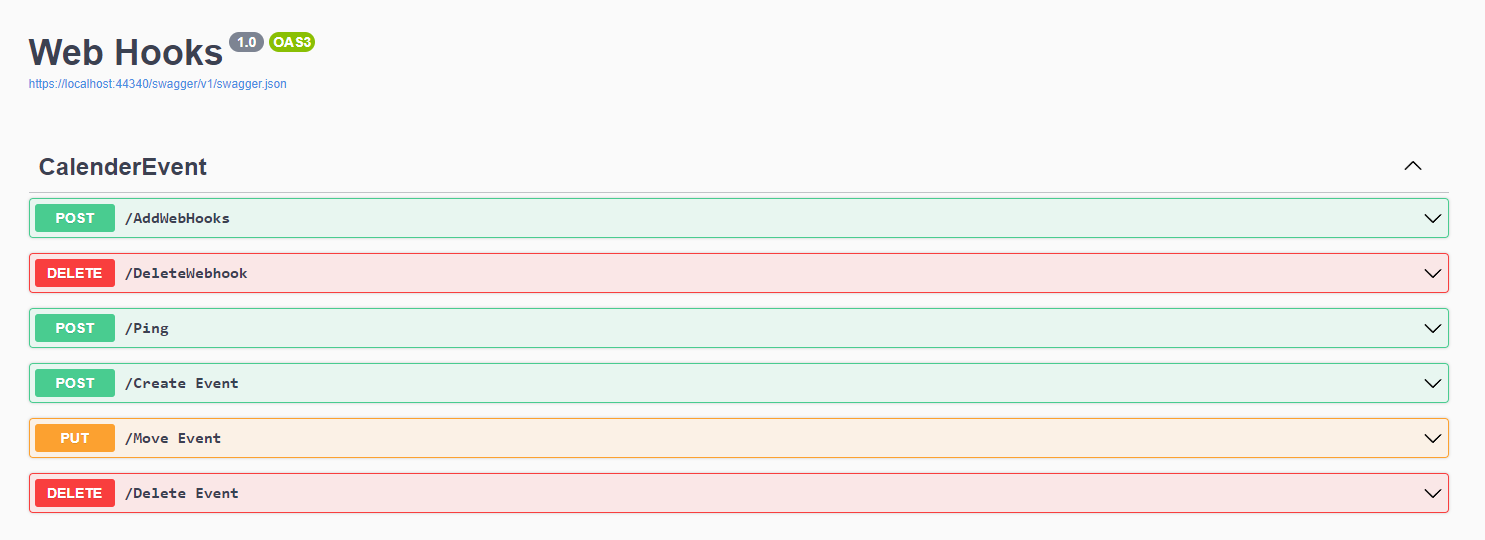 Web Hooks 1.0 OAS3
https://localhost:44340/swagger/v1/swagger.json
CalenderEvent
POST /AddWebHooks
DELETE /DeleteWebhook
POST /Ping
POST /Create Event
PUT /Move Event
DELETE /Delete Event